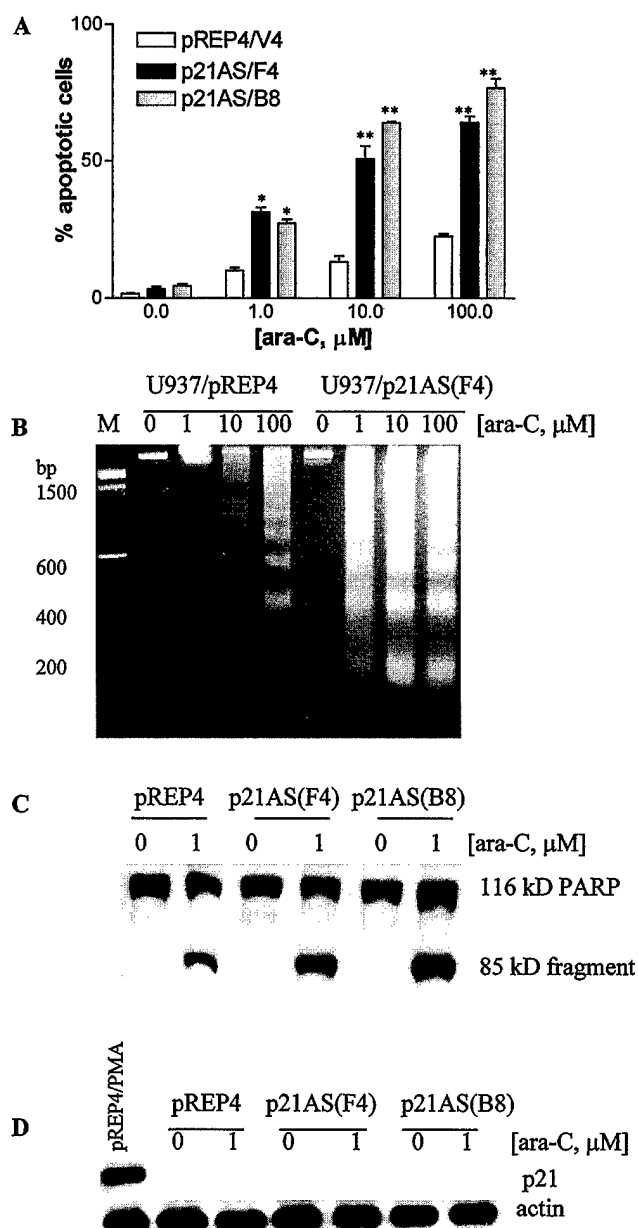 A
100
50
0
% apoptotic cells
pREP4/V4
p21AS/F4
p21AS/B8
* * ** ** ** **
0.0 1.0 10.0 100.0
[ara-C, μM]
U937/pREP4 U937/p21AS(F4)
B M 0 1 10 100 0 1 10 100 [ara-C, μM]
bp
1500
600
400
200
C
pREP4 p21AS(F4) p21AS(B8)
0 1 0 1 0 1 [ara-C, μM]
116 kD PARP
85 kD fragment
D
pREP4/PMA
pREP4 p21AS(F4) p21AS(B8)
0 1 0 1 0 1 [ara-C, μM]
p21
actin